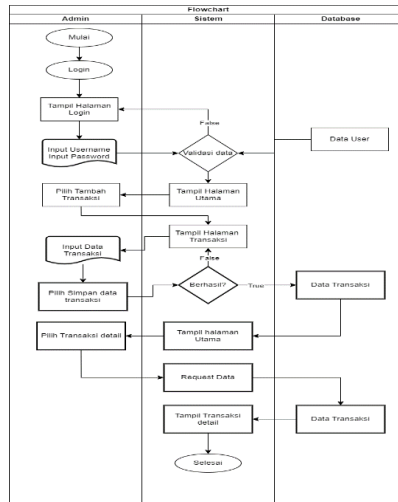 Flowchart
Admin
Sistem
Database
Mulai
Login
Tampil Halaman
Login
False
Input Username
Input Password
Validasi data
Data User
Pilih Tambah
Transaksi
Tampil Halaman
Utama
Tampil Halaman
Transaksi
Input Data
Transaksi
False
Pilih Simpan data
transaksi
Berhasil?
True
Data Transaksi
Pilih Transaksi detail
Tampil halaman
Utama
Request Data
Tampil Transaksi
detail
Data Transaksi
Selesai